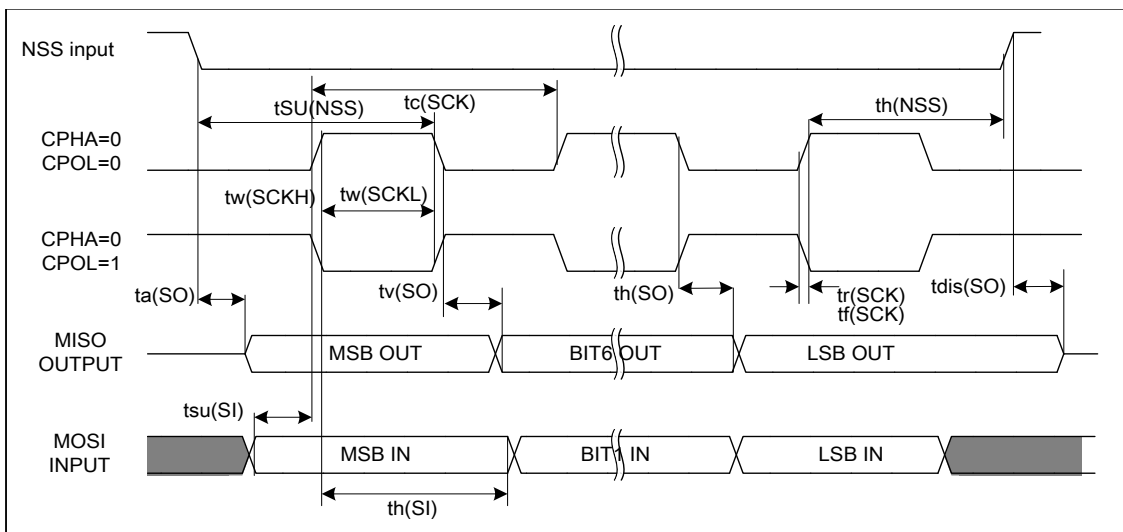 NSS input
tSU(NSS)
tc(SCK)
th(NSS)
CPHA=0
CPOL=0
tw(SCKH)
tw(SCKL)
CPHA=0
CPOL=1
ta(SO)
tv(SO)
th(SO)
tr(SCK)
tf(SCK)
tdis(SO)
MISO
OUTPUT
MSB OUT
BIT6 OUT
LSB OUT
tsu(SI)
MOSI
INPUT
MSB IN
BIT1 IN
LSB IN
th(SI)